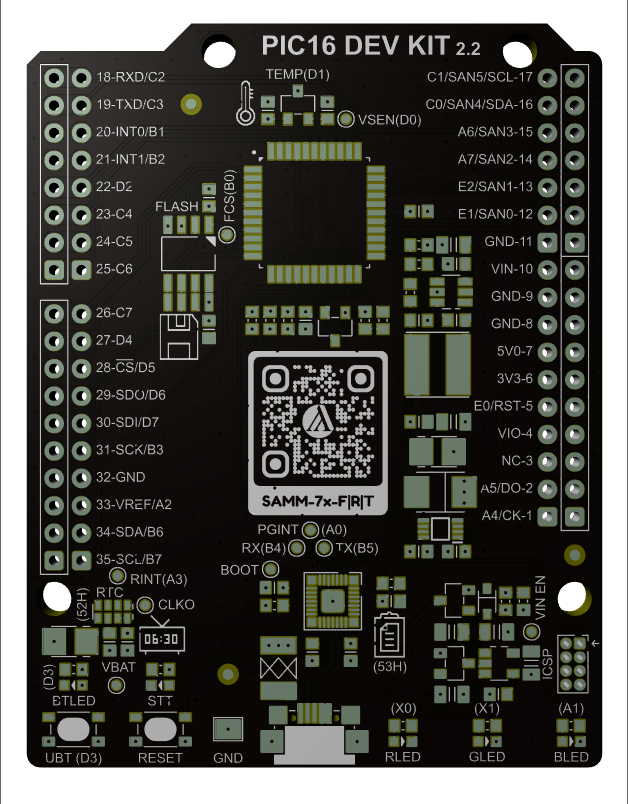 PIC16 DEV KIT 2.2
TEMP(D1)
VSEN(D0)
18-RXD/C2
19-TXD/C3
20-INT0/B1
21-INT1/B2
22-D2
23-C4
24-C5
25-C6
26-C7
27-D4
28-CS/D5
29-SDO/D6
30-SDI/D7
31-SCK/B3
32-GND
33-VREF/A2
34-SDA/B6
35-SCL/B7
C1/SAN5/SCL-17
C0/SAN4/SDA-16
A6/SAN3-15
A7/SAN2-14
E2/SAN1-13
E1/SAN0-12
GND-11
VIN-10
GND-9
GND-8
5V0-7
3V3-6
E0/RST-5
VIO-4
NC-3
A5/DO-2
A4/CK-1
FLASH
FCS(B0)
SAMM-7x-F|R|T
PGINT (A0)
RX(B4) TX(B5)
BOOT
RINT(A3)
RTC
(52H)
CLKO
06:30
VBAT
(D3)
BTLED
STT
UBT (D3)
RESET
GND
(53H)
VIN EN
ICSP
(X0)
RLED
(X1)
GLED
(A1)
BLED